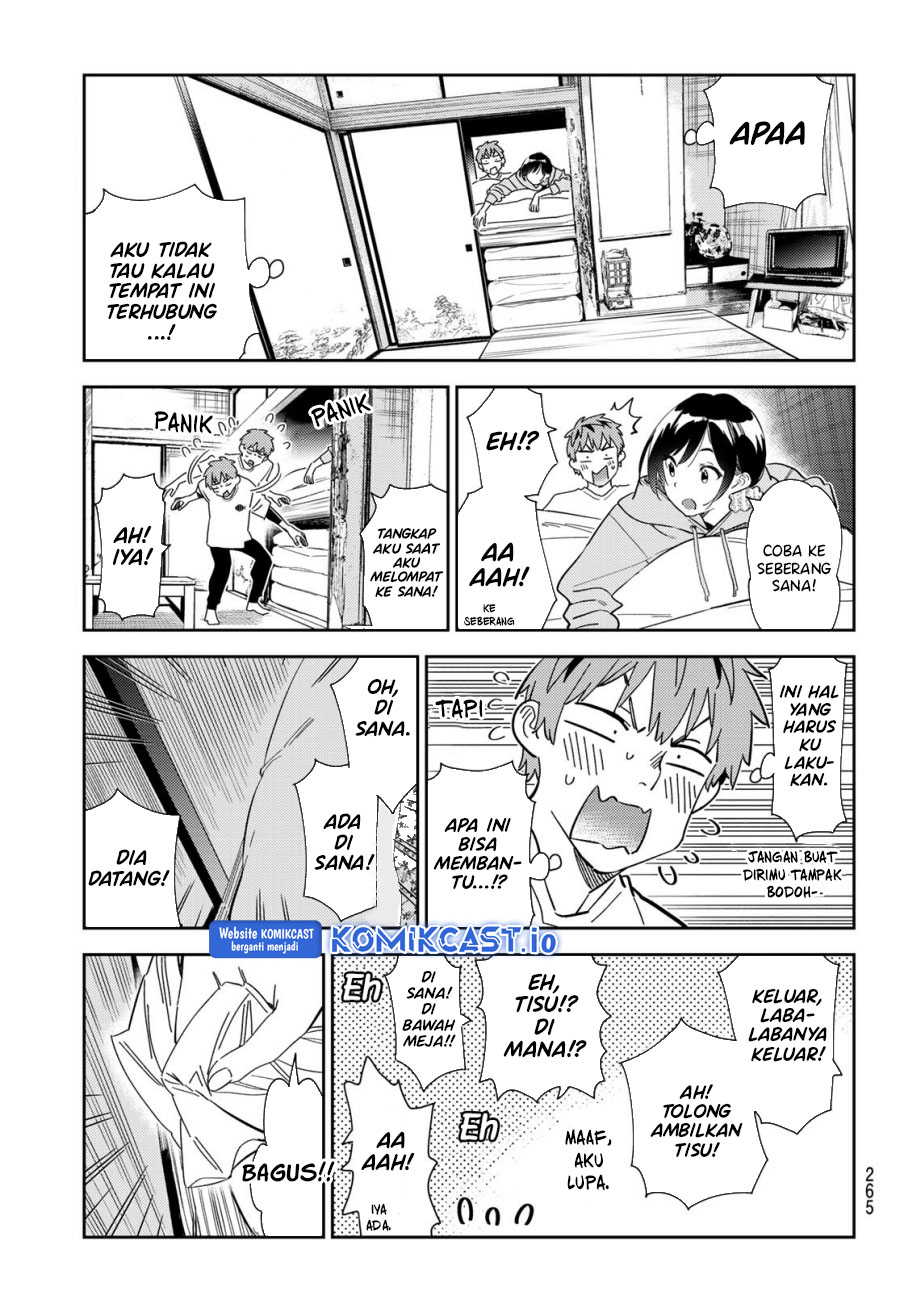 APAA
AKU TIDAK
TAU KALAU
TEMPAT INI
TERHUBUNG
...!
COBA KE
SEBERANG
SANA!
EH!?
AA
AAH!
KE
SEBERANG
PANIK
PANIK
TANGKAP
AKU SAAT
AKU
MELOMPAT
KE SANA!
AH!
IYA!
INI HAL
YANG
HARUS
KU
LAKU-
KAN.
JANGAN BUAT
DIRIMU TAMPAK
BODOH--
TAPI
APA INI
BISA
MEMBAN-
TU...!?
OH,
DI
SANA.
ADA
DI
SANA!
DIA
DATANG!
Website KOMIKCAST
berganti menjadi
KOMIKCAST.io
KELUAR,
LABA-
LABANYA
KELUAR!
AH!
TOLONG
AMBILKAN
TISU!
EH,
TISU!?
DI
MANA!?
MAAF,
AKU
LUPA.
DI
SANA!
DI
BAWAH
MEJA!!
Eh
Eh
AA
AAH!
IYA
ADA.
BAGUS!!
265